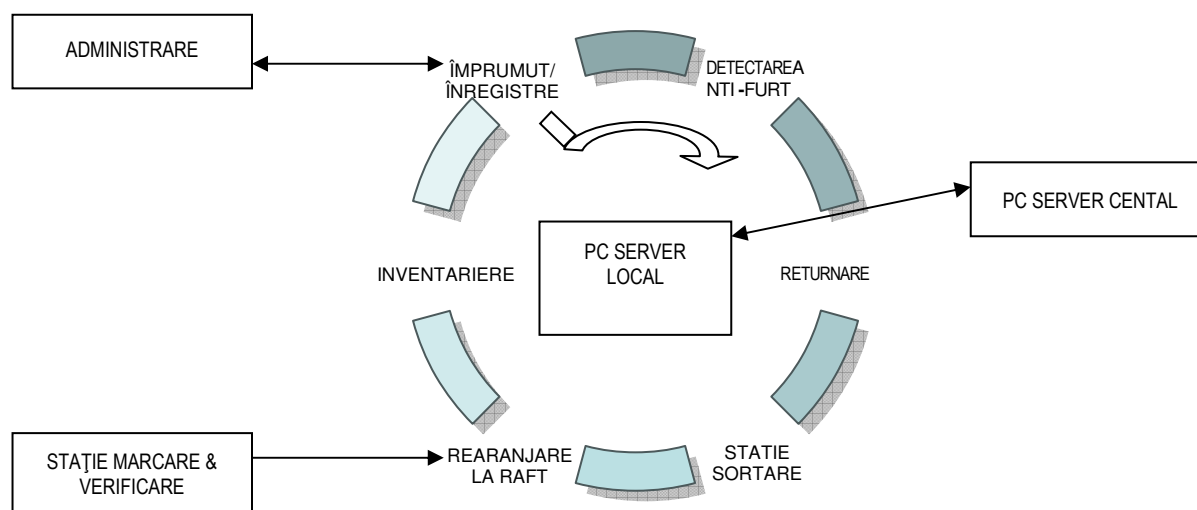 ADMINISTRARE
ÎMPRUMUT/
ÎNREGISTRE
DETECTAREA
NTI-FURT
PC SERVER CENTAL
PC SERVER
LOCAL
INVENTARIERE
RETURNARE
STAŢIE MARCARE &
VERIFICARE
REARANJARE
LA RAFT
STATIE
SORTARE